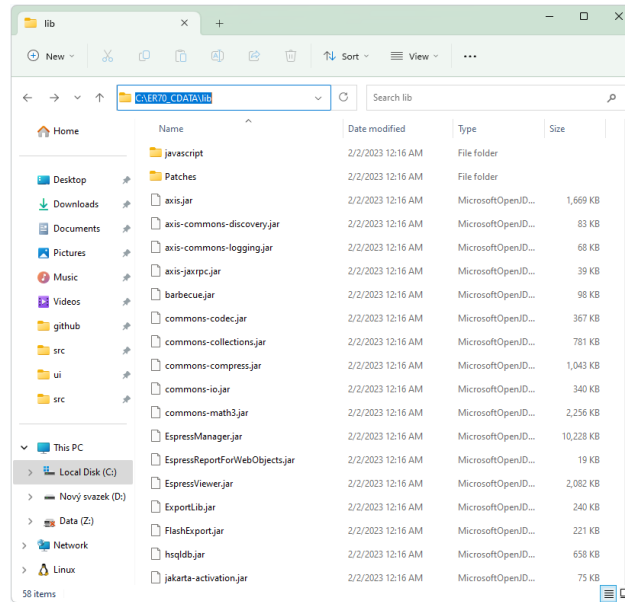 lib
New
Sort
View
C:\ER70_CDATA\lib
Search lib
Home
Name Date modified Type Size
javascript 2/2/2023 12:16 AM File folder
Desktop
Patches 2/2/2023 12:16 AM File folder
Downloads
axis.jar 2/2/2023 12:16 AM MicrosoftOpenJD... 1,669 KB
Documents
axis-commons-discovery.jar 2/2/2023 12:16 AM MicrosoftOpenJD... 83 KB
Pictures
axis-commons-logging.jar 2/2/2023 12:16 AM MicrosoftOpenJD... 68 KB
Music
axis-jaxrpc.jar 2/2/2023 12:16 AM MicrosoftOpenJD... 39 KB
Videos
barbecue.jar 2/2/2023 12:16 AM MicrosoftOpenJD... 98 KB
github
commons-codec.jar 2/2/2023 12:16 AM MicrosoftOpenJD... 367 KB
src
commons-collections.jar 2/2/2023 12:16 AM MicrosoftOpenJD... 781 KB
ui
commons-compress.jar 2/2/2023 12:16 AM MicrosoftOpenJD... 1,043 KB
src
commons-io.jar 2/2/2023 12:16 AM MicrosoftOpenJD... 340 KB
commons-math3.jar 2/2/2023 12:16 AM MicrosoftOpenJD... 2,256 KB
This PC
EspressManager.jar 2/2/2023 12:16 AM MicrosoftOpenJD... 10,228 KB
Local Disk (C:)
EspressReportForWebObjects.jar 2/2/2023 12:16 AM MicrosoftOpenJD... 19 KB
Nový svazek (D:)
EspressViewer.jar 2/2/2023 12:16 AM MicrosoftOpenJD... 2,082 KB
Data (Z:)
ExportLib.jar 2/2/2023 12:16 AM MicrosoftOpenJD... 240 KB
Network
FlashExport.jar 2/2/2023 12:16 AM MicrosoftOpenJD... 221 KB
Linux
hsqldb.jar 2/2/2023 12:16 AM MicrosoftOpenJD... 658 KB
jakarta-activation.jar 2/2/2023 12:16 AM MicrosoftOpenJD... 75 KB
58 items